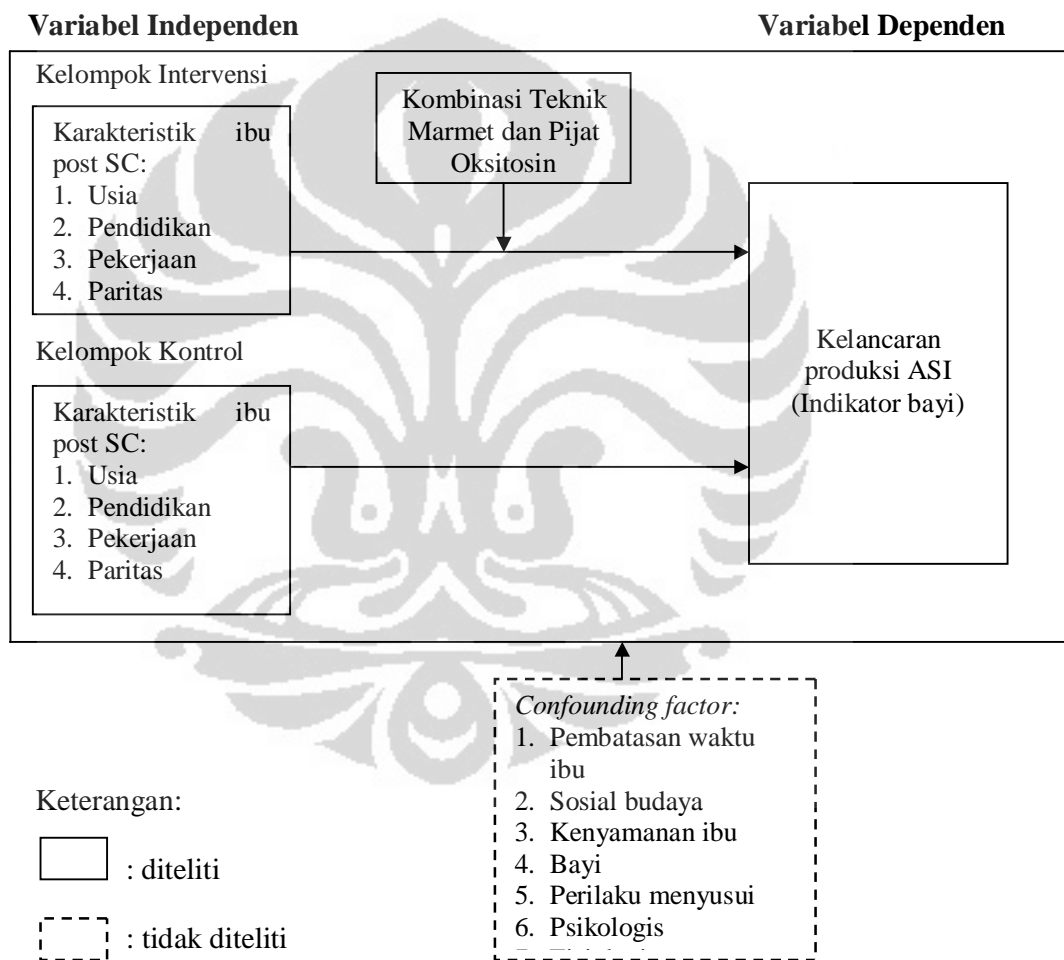 Variabel Independen
Variabel Dependen
Kelompok Intervensi
Karakteristik ibu
post SC:
1. Usia
2. Pendidikan
3. Pekerjaan
4. Paritas
Kombinasi Teknik
Marmet dan Pijat
Oksitosin
Kelompok Kontrol
Karakteristik ibu
post SC:
1. Usia
2. Pendidikan
3. Pekerjaan
4. Paritas
Kelancaran
produksi ASI
(Indikator bayi)
Confounding factor:
1. Pembatasan waktu
ibu
2. Sosial budaya
3. Kenyamanan ibu
4. Bayi
5. Perilaku menyusui
6. Psikologis
Keterangan:
: diteliti
: tidak diteliti